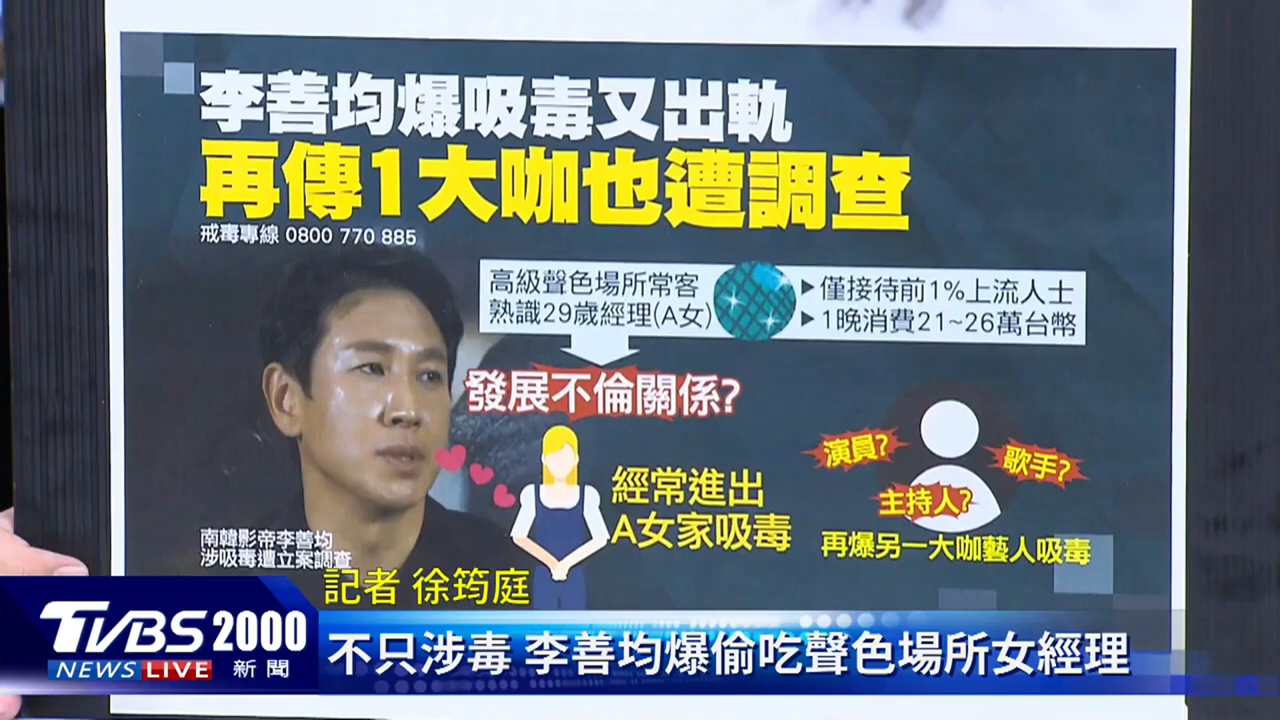 李善均爆吸毒又出軌
再傳1大咖也遭調查
戒毒專線 0800 770 885
高級聲色場所常客
熟識29歲經理(A女)
▶僅接待前1%上流人士
▶1晚消費21~26萬台幣
發展不倫關係?
經常進出
A女家吸毒
演員?
歌手?
主持人?
再爆另一大咖藝人吸毒
南韓影帝李善均
涉吸毒遭立案調查
記者 徐筠庭
TVBS 2000
NEWS LIVE 新聞
不只涉毒 李善均爆偷吃聲色場所女經理